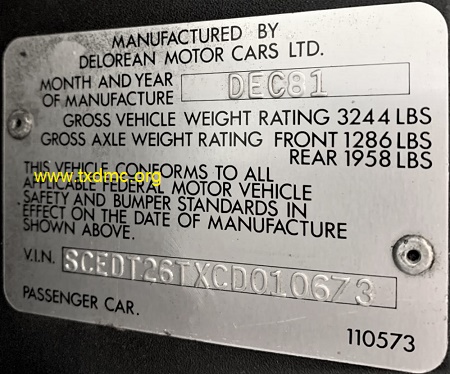 MANUFACTURED BY
DELOREAN MOTOR CARS LTD.
MONTH AND YEAR
OF MANUFACTURE DEC81
GROSS VEHICLE WEIGHT RATING 3244 LBS
GROSS AXLE WEIGHT RATING FRONT 1286 LBS
REAR 1958 LBS
THIS VEHICLE CONFORMS TO ALL
www.txdmc.org
APPLICABLE FEDERAL MOTOR VEHICLE
SAFETY AND BUMPER STANDARDS IN
EFFECT ON THE DATE OF MANUFACTURE
SHOWN ABOVE.
V.I.N. SCEDT26TXCD010673
PASSENGER CAR.
110573